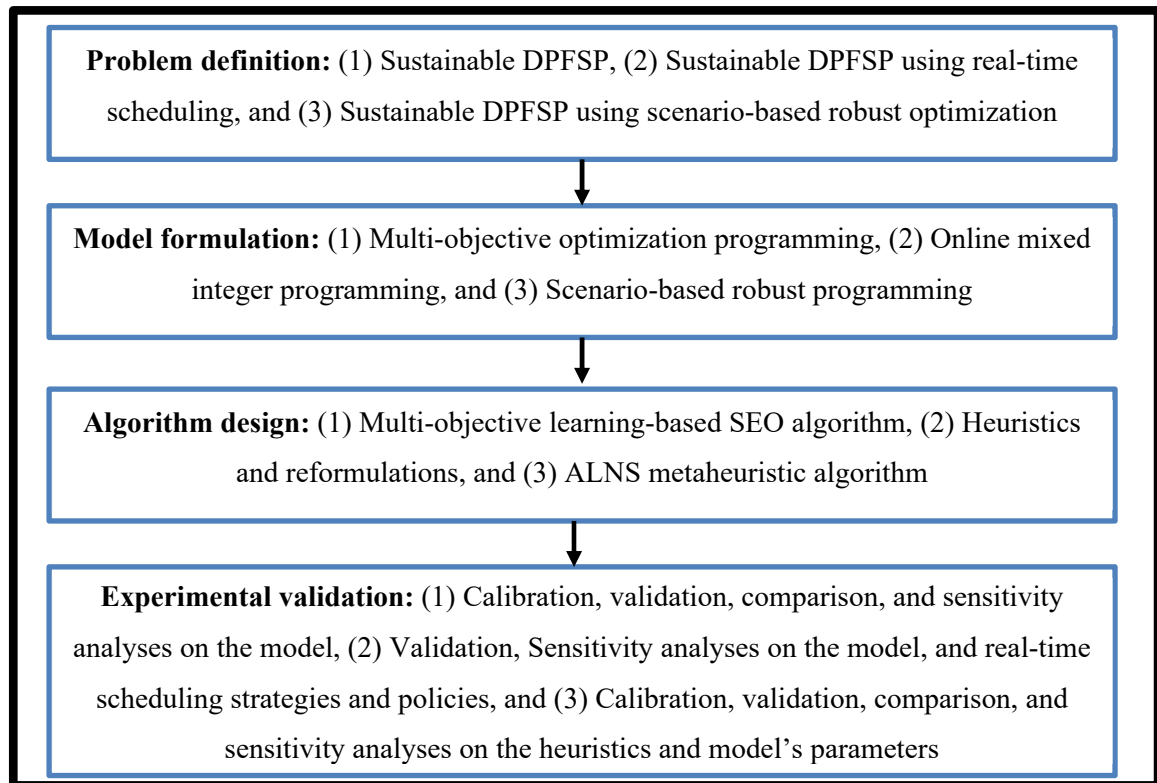 Problem definition: (1) Sustainable DPFSP, (2) Sustainable DPFSP using real-time
scheduling, and (3) Sustainable DPFSP using scenario-based robust optimization
Model formulation: (1) Multi-objective optimization programming, (2) Online mixed
integer programming, and (3) Scenario-based robust programming
Algorithm design: (1) Multi-objective learning-based SEO algorithm, (2) Heuristics
and reformulations, and (3) ALNS metaheuristic algorithm
Experimental validation: (1) Calibration, validation, comparison, and sensitivity
analyses on the model, (2) Validation, Sensitivity analyses on the model, and real-time
scheduling strategies and policies, and (3) Calibration, validation, comparison, and
sensitivity analyses on the heuristics and model’s parameters